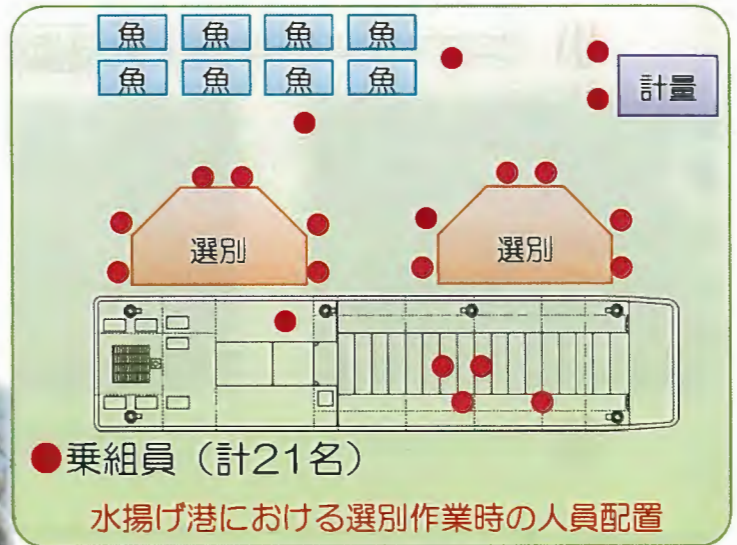 魚 魚 魚 魚
魚 魚 魚 魚
計量
選別 選別
●乗組員（計21名）
水揚げ港における選別作業時の人員配置